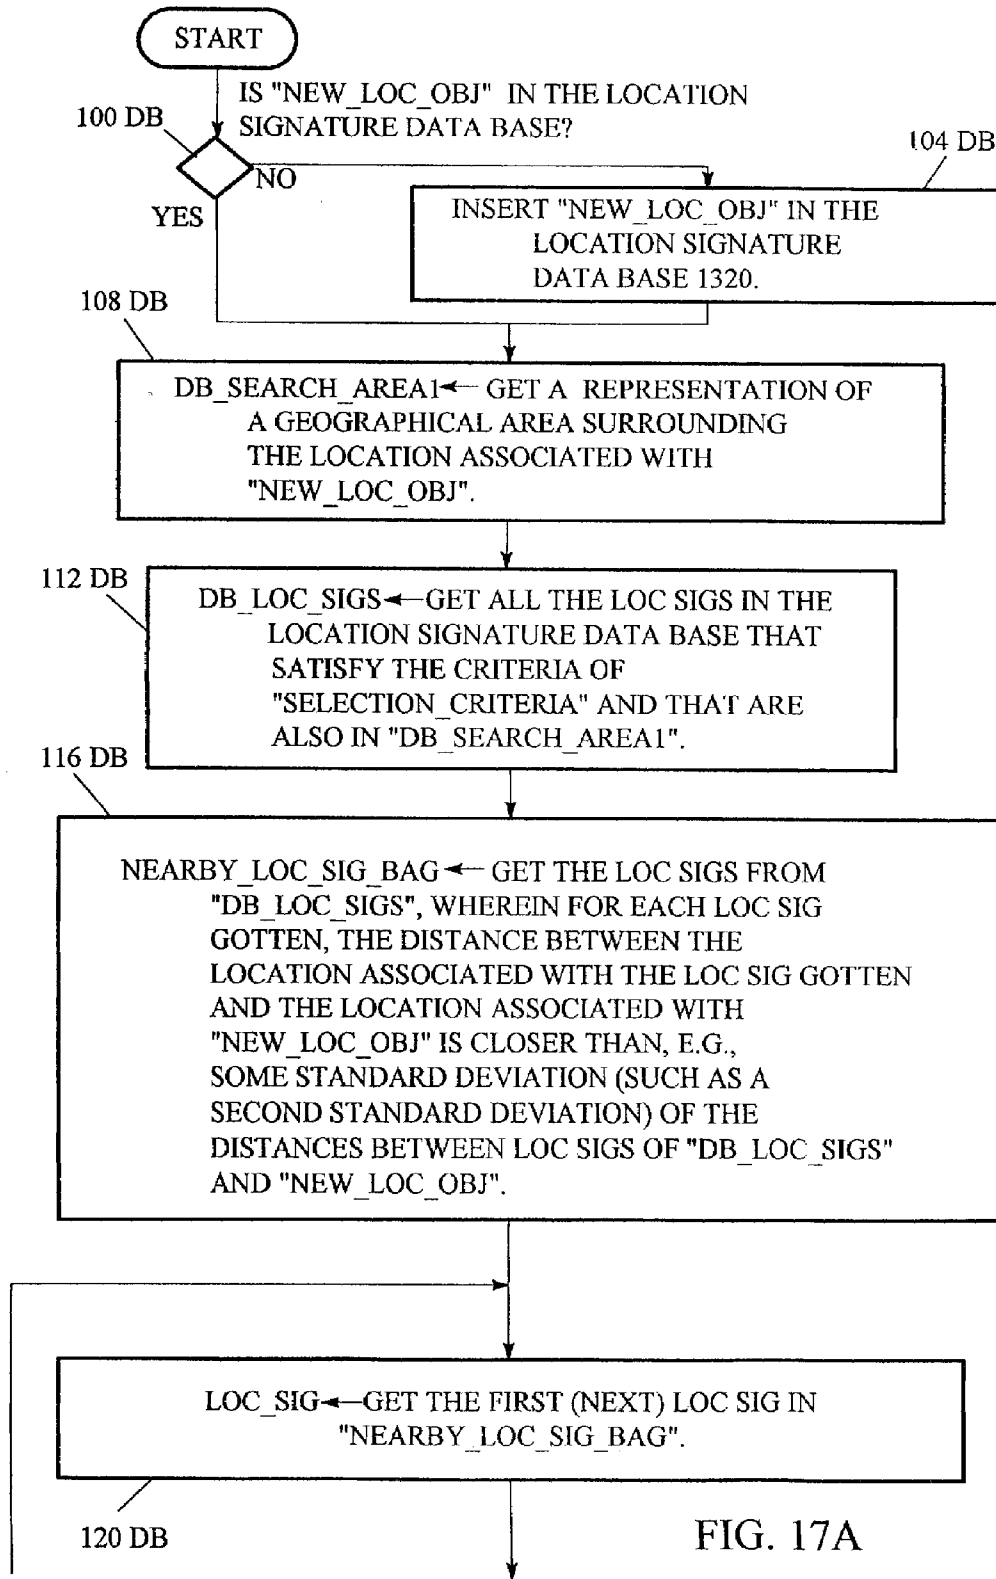 START
IS "NEW_LOC_OBJ" IN THE LOCATION
SIGNATURE DATA BASE?
100 DB
NO
YES
104 DB
INSERT "NEW_LOC_OBJ" IN THE
LOCATION SIGNATURE
DATA BASE 1320.
108 DB
DB_SEARCH_AREA1← GET A REPRESENTATION OF
A GEOGRAPHICAL AREA SURROUNDING
THE LOCATION ASSOCIATED WITH
"NEW_LOC_OBJ".
112 DB
DB_LOC_SIGS←GET ALL THE LOC SIGS IN THE
LOCATION SIGNATURE DATA BASE THAT
SATISFY THE CRITERIA OF
"SELECTION_CRITERIA" AND THAT ARE
ALSO IN "DB_SEARCH_AREA1".
116 DB
NEARBY_LOC_SIG_BAG← GET THE LOC SIGS FROM
"DB_LOC_SIGS", WHEREIN FOR EACH LOC SIG
GOTTEN, THE DISTANCE BETWEEN THE
LOCATION ASSOCIATED WITH THE LOC SIG GOTTEN
AND THE LOCATION ASSOCIATED WITH
"NEW_LOC_OBJ" IS CLOSER THAN, E.G.,
SOME STANDARD DEVIATION (SUCH AS A
SECOND STANDARD DEVIATION) OF THE
DISTANCES BETWEEN LOC SIGS OF "DB_LOC_SIGS"
AND "NEW_LOC_OBJ".
LOC_SIG←GET THE FIRST (NEXT) LOC SIG IN
"NEARBY_LOC_SIG_BAG".
120 DB
FIG. 17A